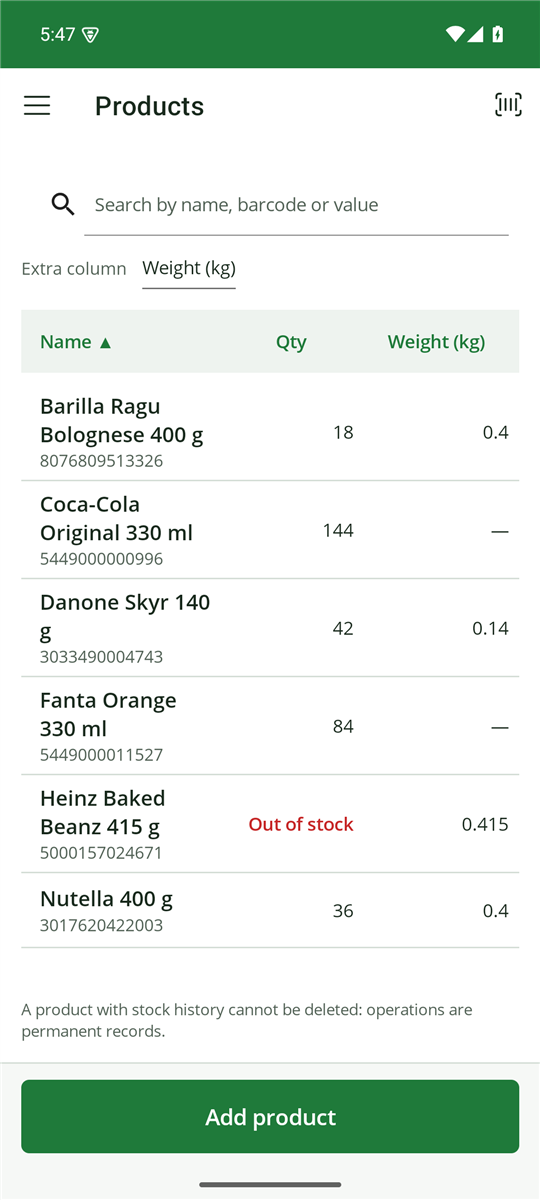 5:47
Products
Search by name, barcode or value
Extra column Weight (kg)
Name ▲ Qty Weight (kg)
Barilla Ragu
Bolognese 400 g
8076809513326
18
0.4
Coca-Cola
Original 330 ml
5449000000996
144
—
Danone Skyr 140
g
3033490004743
42
0.14
Fanta Orange
330 ml
5449000011527
84
—
Heinz Baked
Beanz 415 g
5000157024671
Out of stock
0.415
Nutella 400 g
3017620422003
36
0.4
A product with stock history cannot be deleted: operations are
permanent records.
Add product